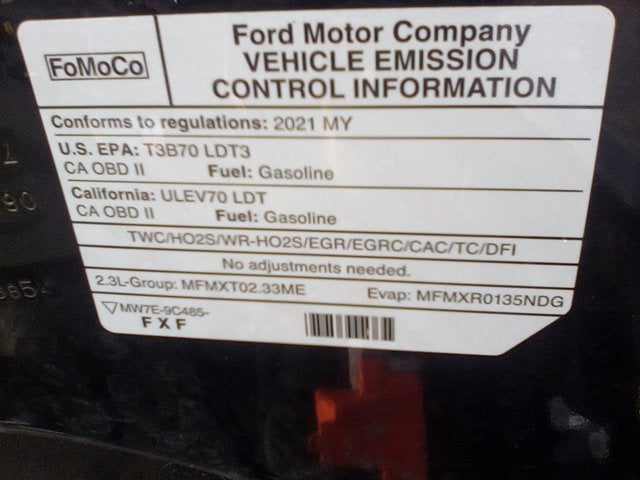 FoMoCo
Ford Motor Company
VEHICLE EMISSION
CONTROL INFORMATION
Conforms to regulations: 2021 MY
U.S. EPA: T3B70 LDT3
CA OBD II Fuel: Gasoline
California: ULEV70 LDT
CA OBD II Fuel: Gasoline
TWC/HO2S/WR-HO2S/EGR/EGRC/CAC/TC/DFI
No adjustments needed.
2.3L-Group: MFMXT02.33ME Evap: MFMXR0135NDG
MW7E-9C485-
FXF